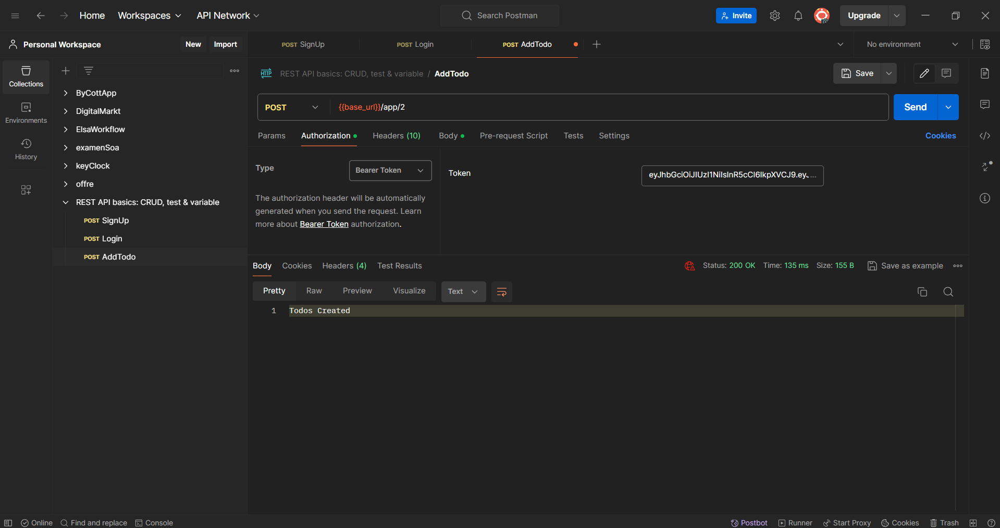 Home Workspaces API Network Search Postman Invite Upgrade
Personal Workspace New Import POST SignUp POST Login POST AddTodo No environment
Collections
Environments
History
ByCottApp
DigitalMarkt
ElsaWorkflow
examenSoa
keyClock
offre
REST API basics: CRUD, test & variable
POST SignUp
POST Login
POST AddTodo
HTTP REST API basics: CRUD, test & variable / AddTodo Save
POST {{base_url}}/app/2 Send
Params Authorization Headers (10) Body Pre-request Script Tests Settings Cookies
Type Bearer Token
The authorization header will be automatically
generated when you send the request. Learn
more about Bearer Token authorization.
Token eyJhbGciOiJIUzI1NiIsInR5cCI6IkpXVCJ9.eyJ...
Body Cookies Headers (4) Test Results Status: 200 OK Time: 135 ms Size: 155 B Save as example
Pretty Raw Preview Visualize Text
1 Todos Created
Online Find and replace Console Postbot Runner Start Proxy Cookies Trash